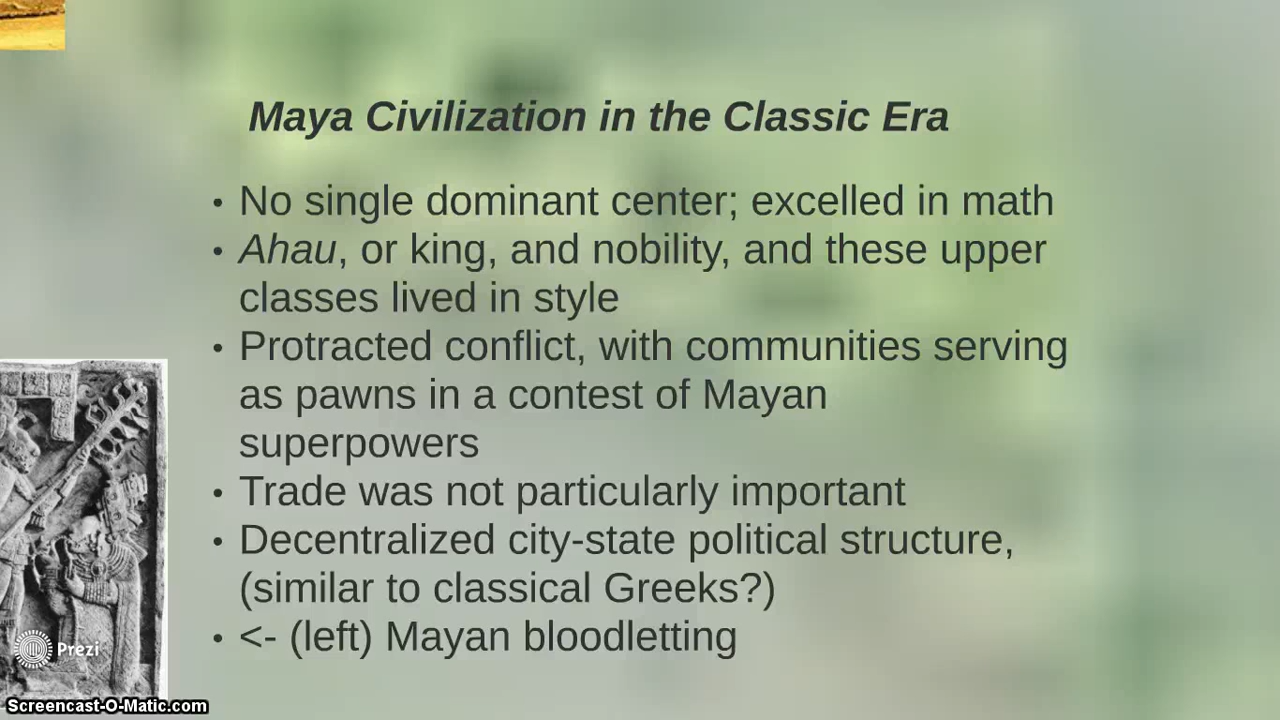 Maya Civilization in the Classic Era
• No single dominant center; excelled in math
• Ahau, or king, and nobility, and these upper
classes lived in style
• Protracted conflict, with communities serving
as pawns in a contest of Mayan
superpowers
• Trade was not particularly important
• Decentralized city-state political structure,
(similar to classical Greeks?)
• <- (left) Mayan bloodletting
Prezi
Screencast-O-Matic.com